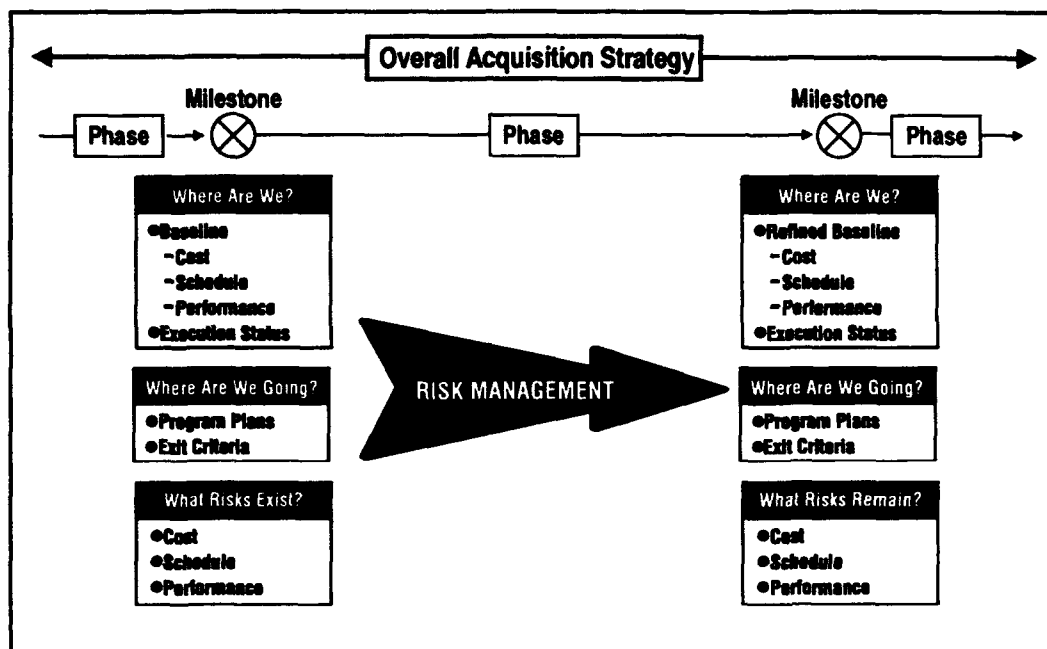 Overall Acquisition Strategy
Milestone
Milestone
Phase
Phase
Phase
Where Are We?
●Baseline
–Cost
–Schedule
–Performance
●Execution Status
Where Are We Going?
●Program Plans
●Exit Criteria
What Risks Exist?
●Cost
●Schedule
●Performance
RISK MANAGEMENT
Where Are We?
●Refined Baseline
–Cost
–Schedule
–Performance
●Execution Status
Where Are We Going?
●Program Plans
●Exit Criteria
What Risks Remain?
●Cost
●Schedule
●Performance